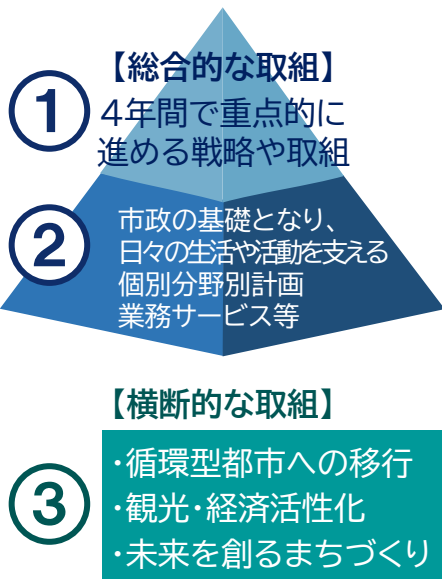 【総合的な取組】
① 4年間で重点的に
進める戦略や取組
② 市政の基礎となり、
日々の生活や活動を支える
個別分野別計画
業務サービス等
【横断的な取組】
③ ・循環型都市への移行
・観光・経済活性化
・未来を創るまちづくり